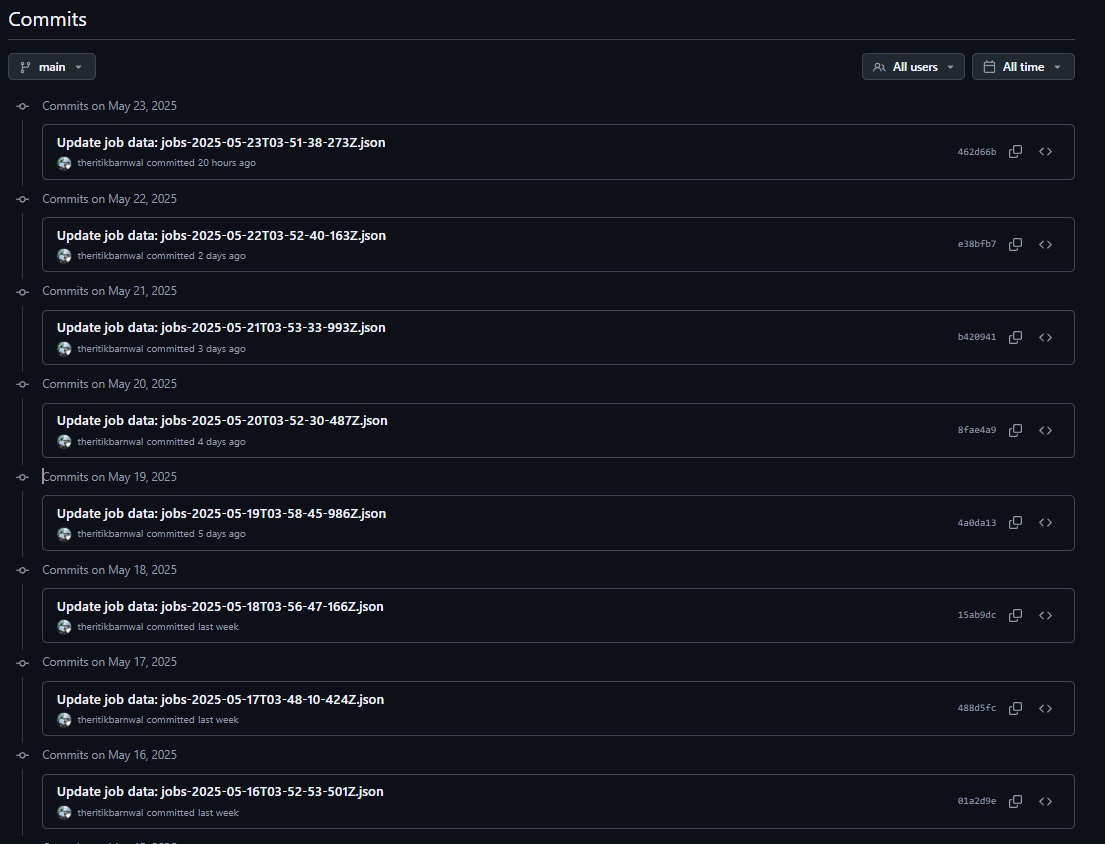 Commits
main
All users
All time
Commits on May 23, 2025
Update job data: jobs-2025-05-23T03-51-38-273Z.json
462d66b
theritikbarnwal committed 20 hours ago
Commits on May 22, 2025
Update job data: jobs-2025-05-22T03-52-40-163Z.json
e38bfb7
theritikbarnwal committed 2 days ago
Commits on May 21, 2025
Update job data: jobs-2025-05-21T03-53-33-993Z.json
b420941
theritikbarnwal committed 3 days ago
Commits on May 20, 2025
Update job data: jobs-2025-05-20T03-52-30-487Z.json
8fae4a9
theritikbarnwal committed 4 days ago
Commits on May 19, 2025
Update job data: jobs-2025-05-19T03-58-45-986Z.json
4a0da13
theritikbarnwal committed 5 days ago
Commits on May 18, 2025
Update job data: jobs-2025-05-18T03-56-47-166Z.json
15ab9dc
theritikbarnwal committed last week
Commits on May 17, 2025
Update job data: jobs-2025-05-17T03-48-10-424Z.json
488d5fc
theritikbarnwal committed last week
Commits on May 16, 2025
Update job data: jobs-2025-05-16T03-52-53-501Z.json
01a2d9e
theritikbarnwal committed last week